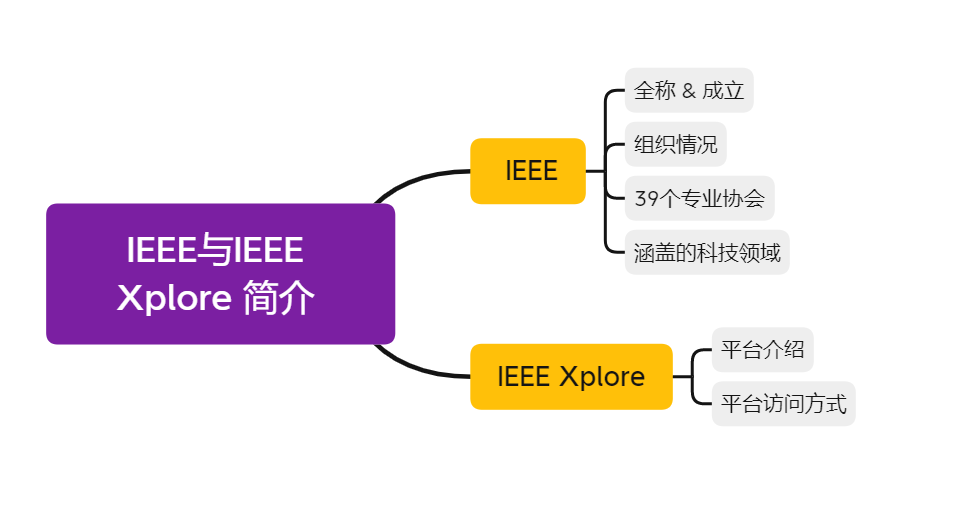 IEEE与IEEE
Xplore 简介
IEEE
全称 & 成立
组织情况
39个专业协会
涵盖的科技领域
IEEE Xplore
平台介绍
平台访问方式